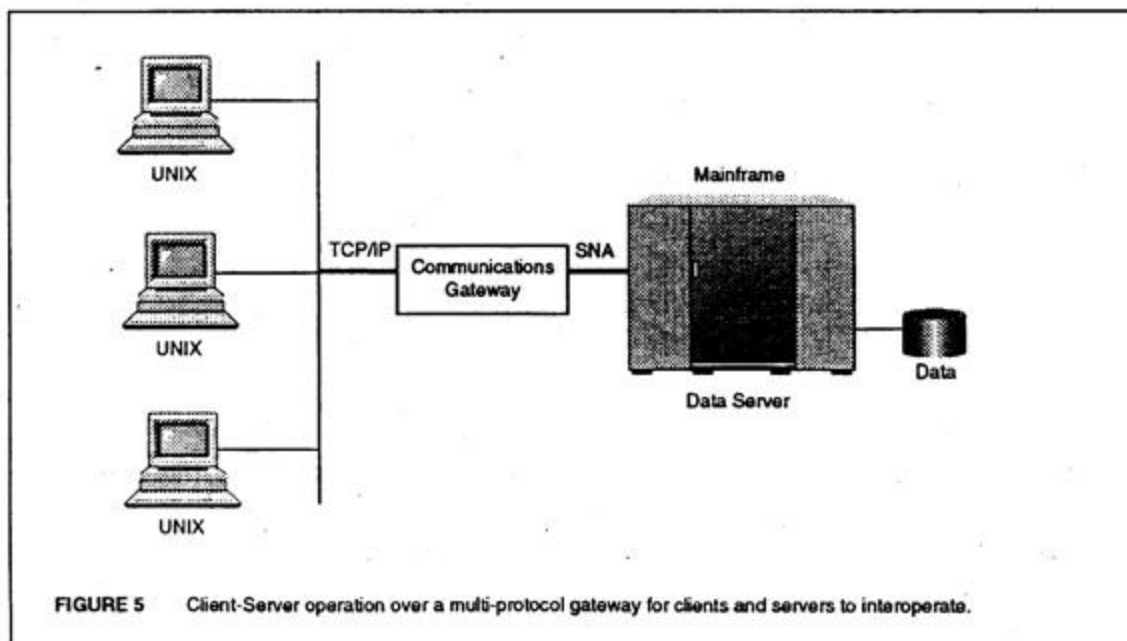 UNIX
UNIX
UNIX
TCP/IP
Communications
Gateway
SNA
Mainframe
Data Server
Data
FIGURE 5 Client-Server operation over a multi-protocol gateway for clients and servers to interoperate.